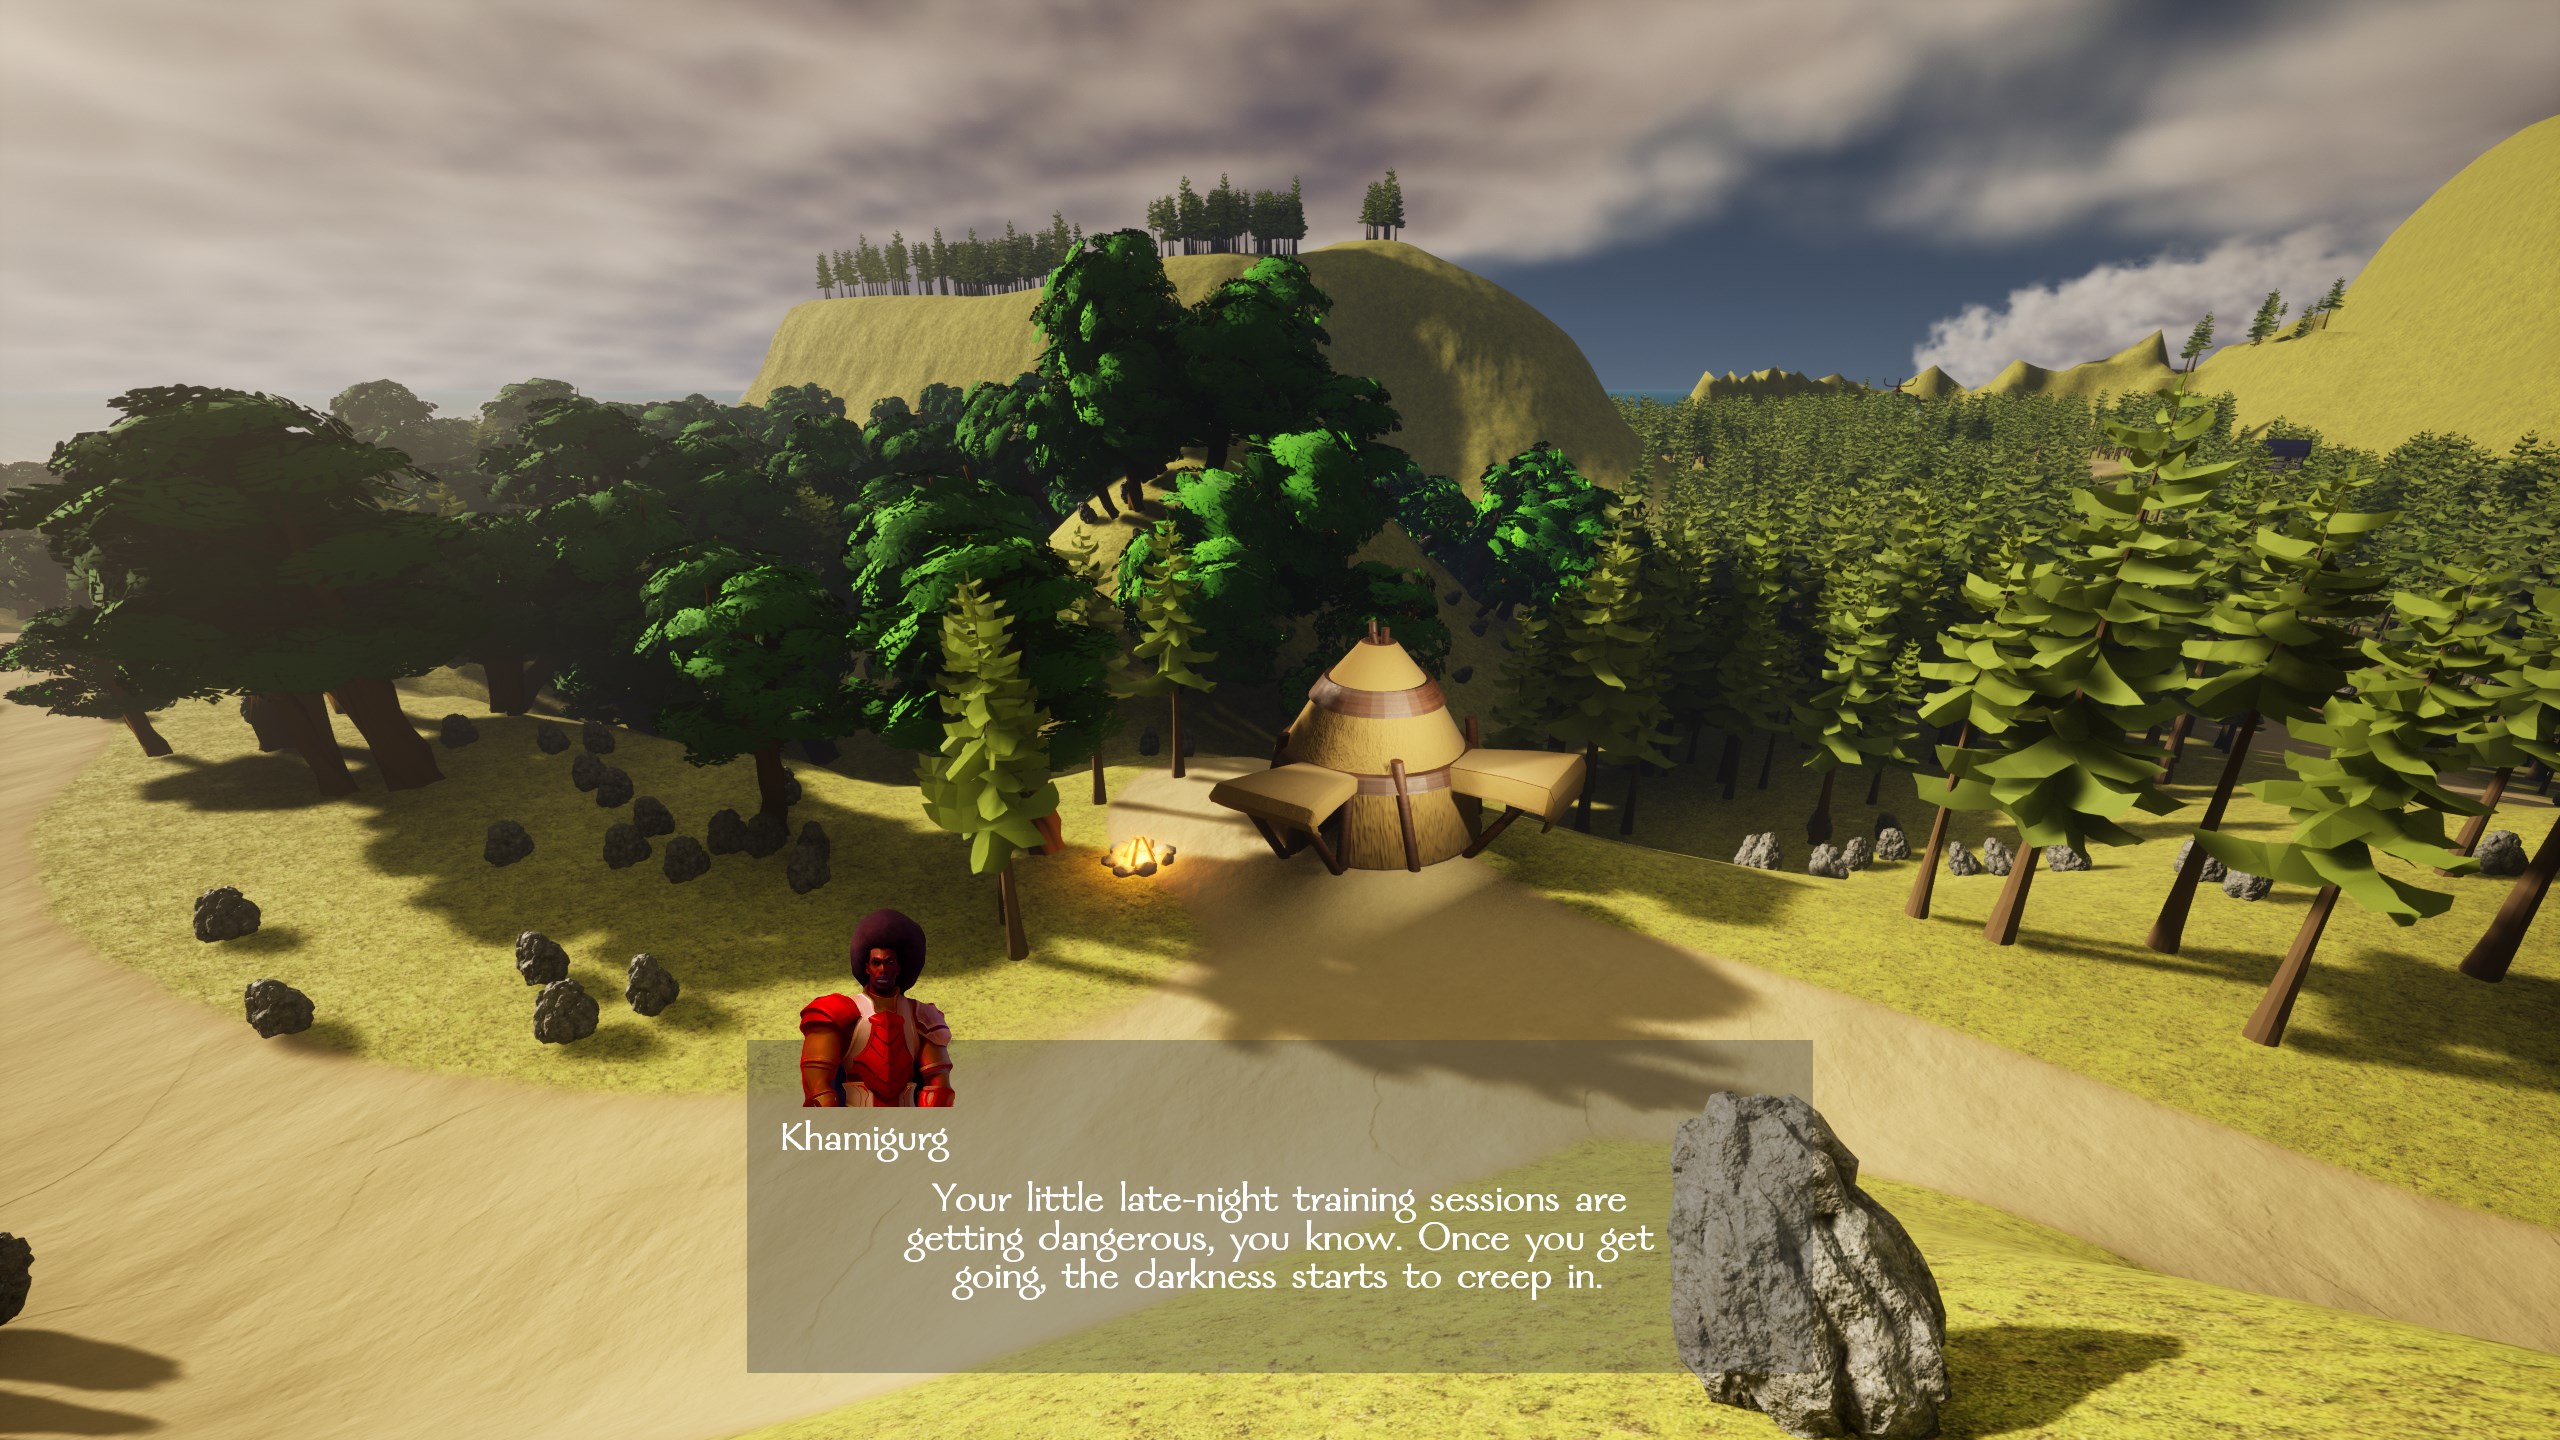 Khamigurg
Your little late-night training sessions are
getting dangerous, you know. Once you get
going, the darkness starts to creep in.